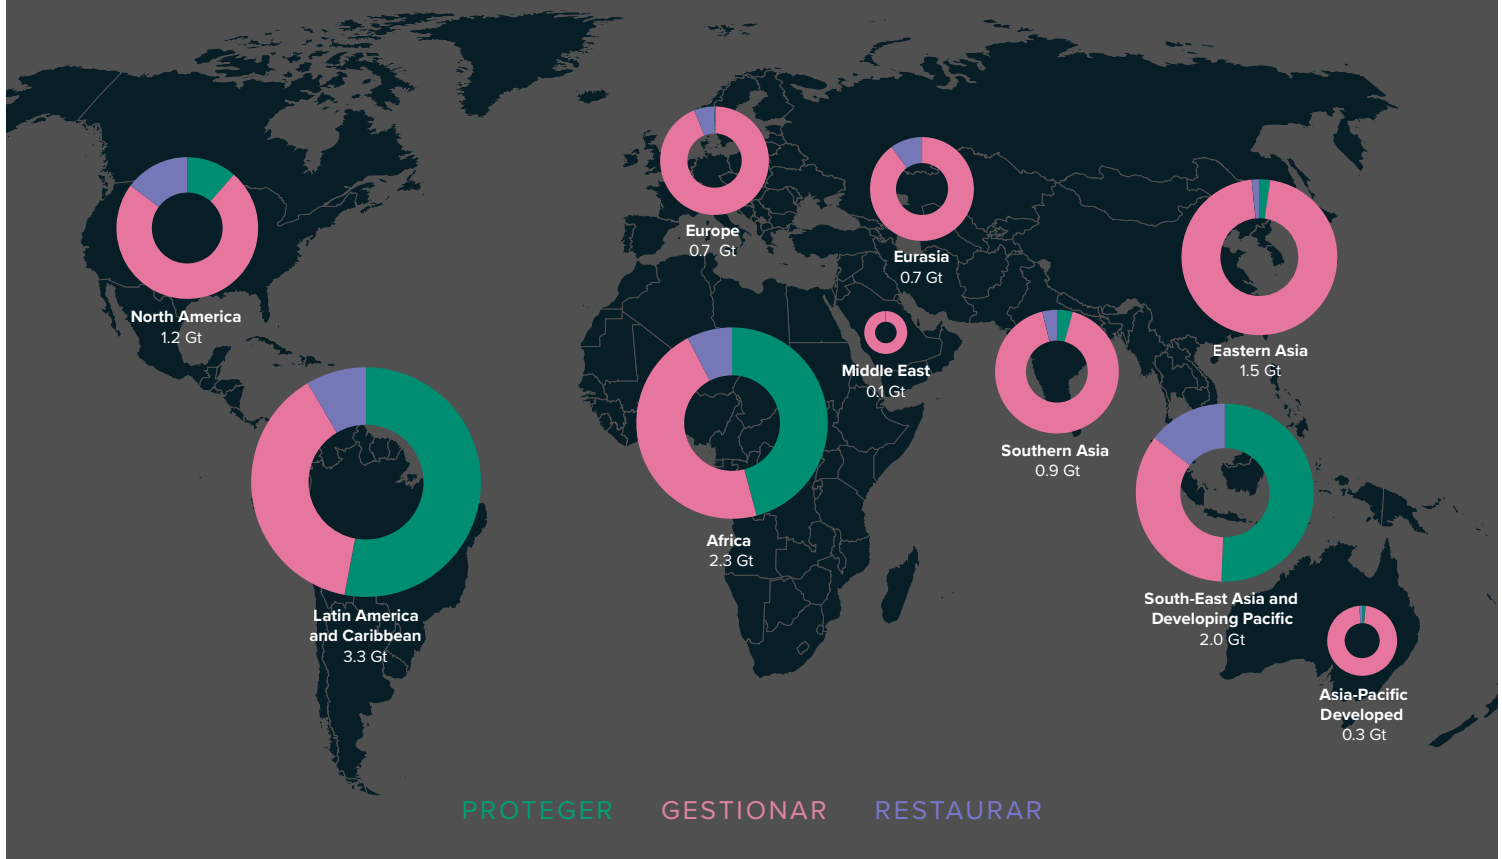 Europe
0.7 Gt
Eurasia
0.7 Gt
North America
1.2 Gt
Middle East
0.1 Gt
Eastern Asia
1.5 Gt
Southern Asia
0.9 Gt
Africa
2.3 Gt
Latin America
and Caribbean
3.3 Gt
South-East Asia and
Developing Pacific
2.0 Gt
Asia-Pacific
Developed
0.3 Gt
PROTEGER GESTIONAR RESTAURAR